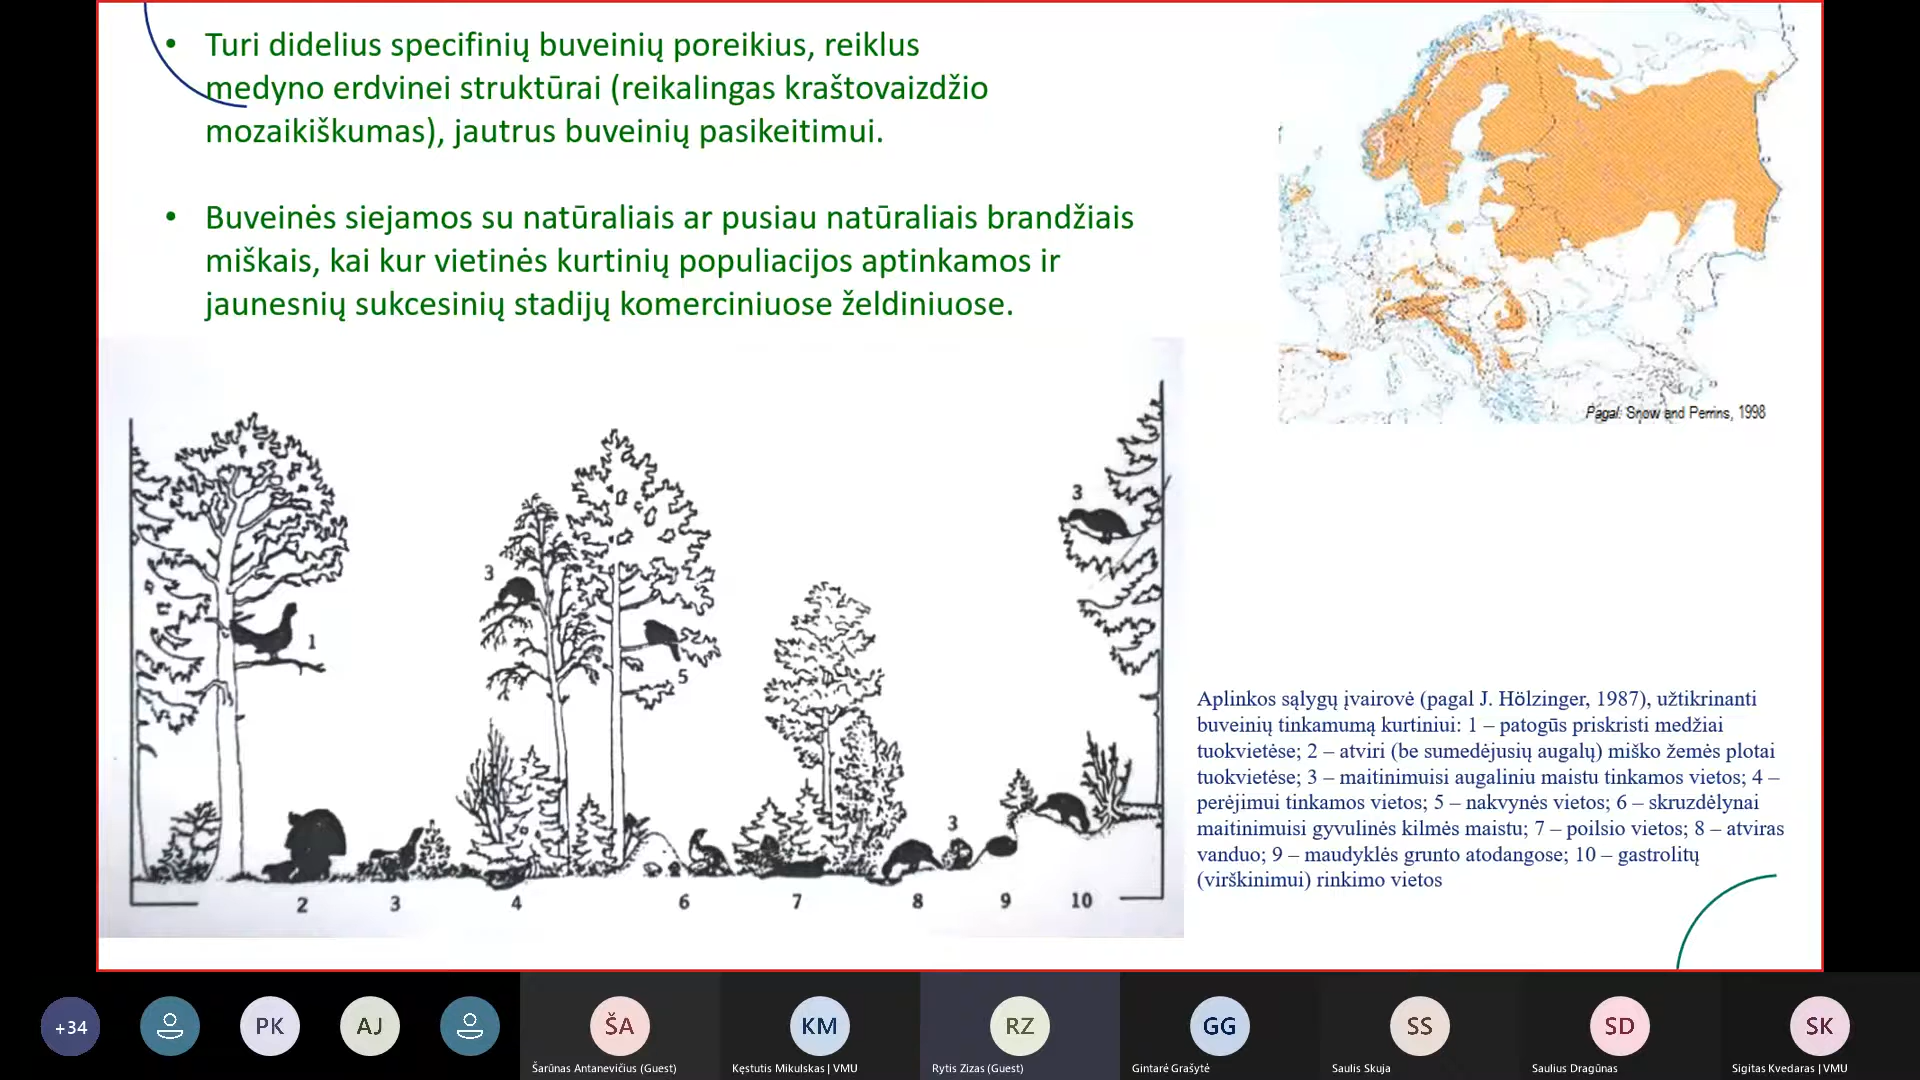 • Turi didelius specifinių buveinių poreikius, reiklus
medyno erdvinei struktūrai (reikalingas kraštovaizdžio
mozaikiškumas), jautrus buveinių pasikeitimui.
• Buveinės siejamos su natūraliais ar pusiau natūraliais brandžiais
miškais, kai kur vietinės kurtinių populiacijos aptinkamos ir
jaunesnių sukcesinių stadijų komerciniuose želdiniuose.
Pagal: Snow and Perrins, 1998
3
3
1
5
3
2 3 4 6 7 8 9 10
Aplinkos sąlygų įvairovė (pagal J. Hölzinger, 1987), užtikrinanti
buveinių tinkamumą kurtiniui: 1 – patogūs priskristi medžiai
tuokvietėse; 2 – atviri (be sumedėjusių augalų) miško žemės plotai
tuokvietėse; 3 – maitinimuisi augaliniu maistu tinkamos vietos; 4 –
perėjimui tinkamos vietos; 5 – nakvynės vietos; 6 – skruzdėlynai
maitinimuisi gyvulinės kilmės maistu; 7 – poilsio vietos; 8 – atviras
vanduo; 9 – maudyklės grunto atodangose; 10 – gastrolitų
(virškinimui) rinkimo vietos
+34 PK AJ ŠA KM RZ GG SS SD SK
Šarūnas Antanevičius (Guest) Kęstutis Mikulskas | VMU Rytis Zizas (Guest) Gintarė Grašytė Saulis Skuja Saulius Dragūnas Sigitas Kvedaras | VMU